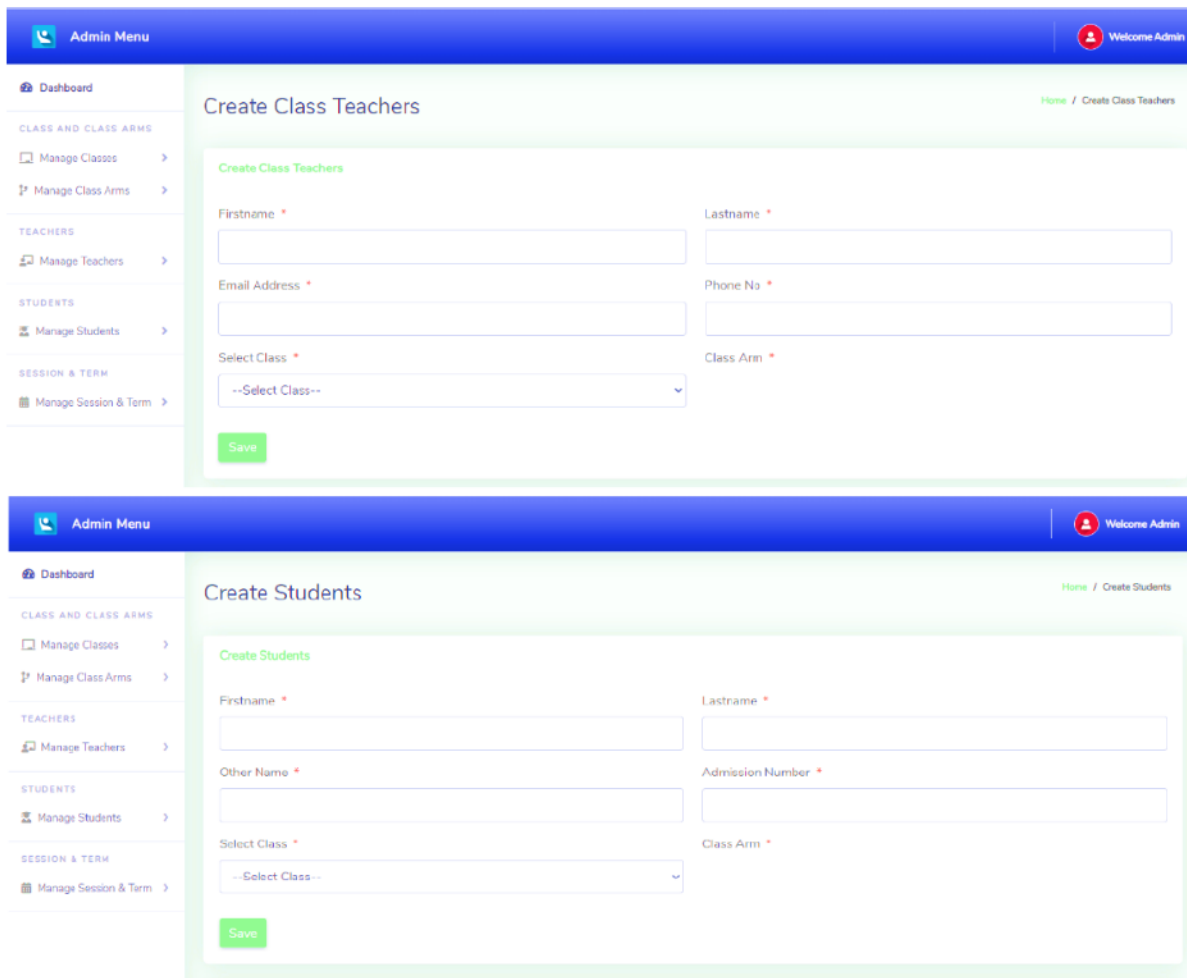 Admin Menu
Welcome Admin
Dashboard
CLASS AND CLASS ARMS
Manage Classes
Manage Class Arms
TEACHERS
Manage Teachers
STUDENTS
Manage Students
SESSION & TERM
Manage Session & Term
Create Class Teachers
Home / Create Class Teachers
Create Class Teachers
Firstname *
Lastname *
Email Address *
Phone No *
Select Class *
Class Arm *
--Select Class--
Save
Admin Menu
Welcome Admin
Dashboard
CLASS AND CLASS ARMS
Manage Classes
Manage Class Arms
TEACHERS
Manage Teachers
STUDENTS
Manage Students
SESSION & TERM
Manage Session & Term
Create Students
Home / Create Students
Create Students
Firstname *
Lastname *
Other Name *
Admission Number *
Select Class *
Class Arm *
--Select Class--
Save